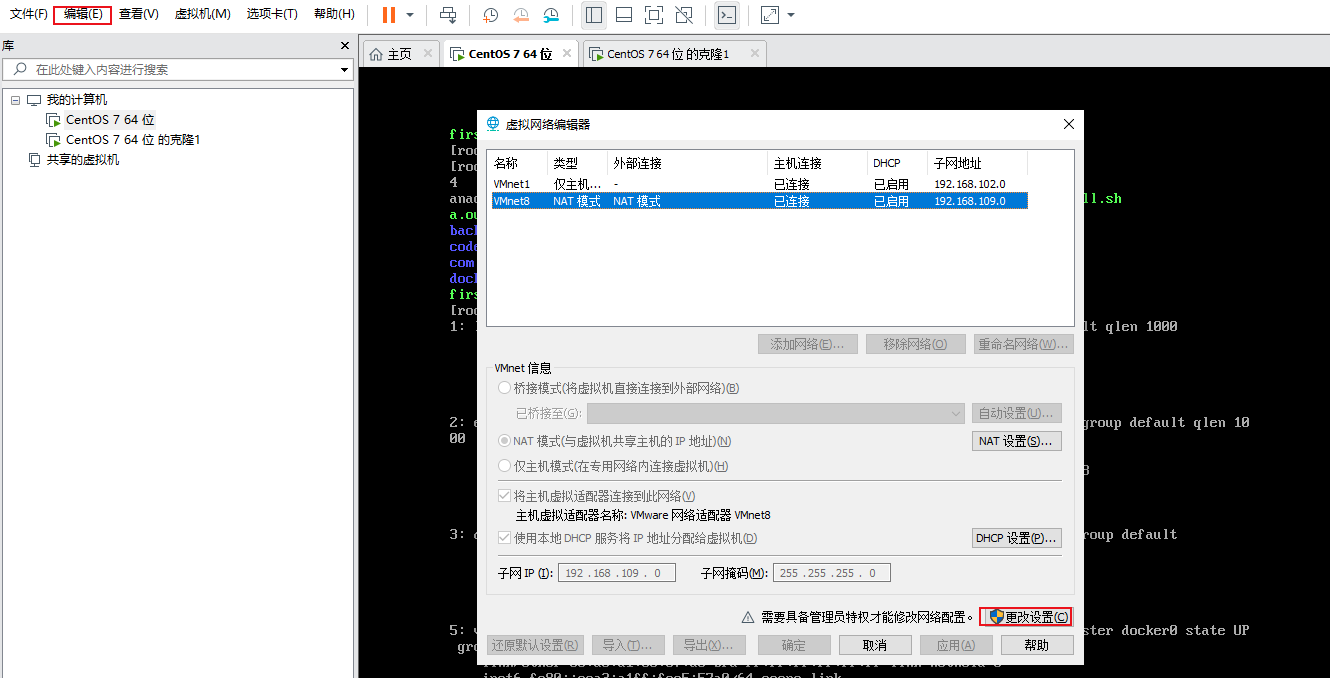 文件(F) 编辑(E) 查看(V) 虚拟机(M) 选项卡(T) 帮助(H)
库
在此处键入内容进行搜索
我的计算机
CentOS 7 64 位
CentOS 7 64 位 的克隆1
共享的虚拟机
主页 CentOS 7 64 位 CentOS 7 64 位 的克隆1
虚拟网络编辑器
名称 类型 外部连接 主机连接 DHCP 子网地址
VMnet1 仅主机... - 已连接 已启用 192.168.102.0
VMnet8 NAT 模式 NAT 模式 已连接 已启用 192.168.109.0
添加网络(E)... 移除网络(O) 重命名网络(W)...
VMnet 信息
桥接模式(将虚拟机直接连接到外部网络)(B)
已桥接至(G): 自动设置(U)...
NAT 模式(与虚拟机共享主机的 IP 地址)(N) NAT 设置(S)...
仅主机模式(在专用网络内连接虚拟机)(H)
将主机虚拟适配器连接到此网络(V)
主机虚拟适配器名称: VMware 网络适配器 VMnet8
使用本地 DHCP 服务将 IP 地址分配给虚拟机(D) DHCP 设置(P)...
子网 IP (I): 192 . 168 . 109 . 0 子网掩码(M): 255 . 255 . 255 . 0
需要具备管理员特权才能修改网络配置。 更改设置(C)
还原默认设置(R) 导入(T)... 导出(X)... 确定 取消 应用(A) 帮助
firs
[roo
[roo
4
anac ll.sh
a.ou
back
code
com
dock
firs
[roo
1: lt qlen 1000
2: e group default qlen 10
00
3: roup default
5: v ster docker0 state UP
gro